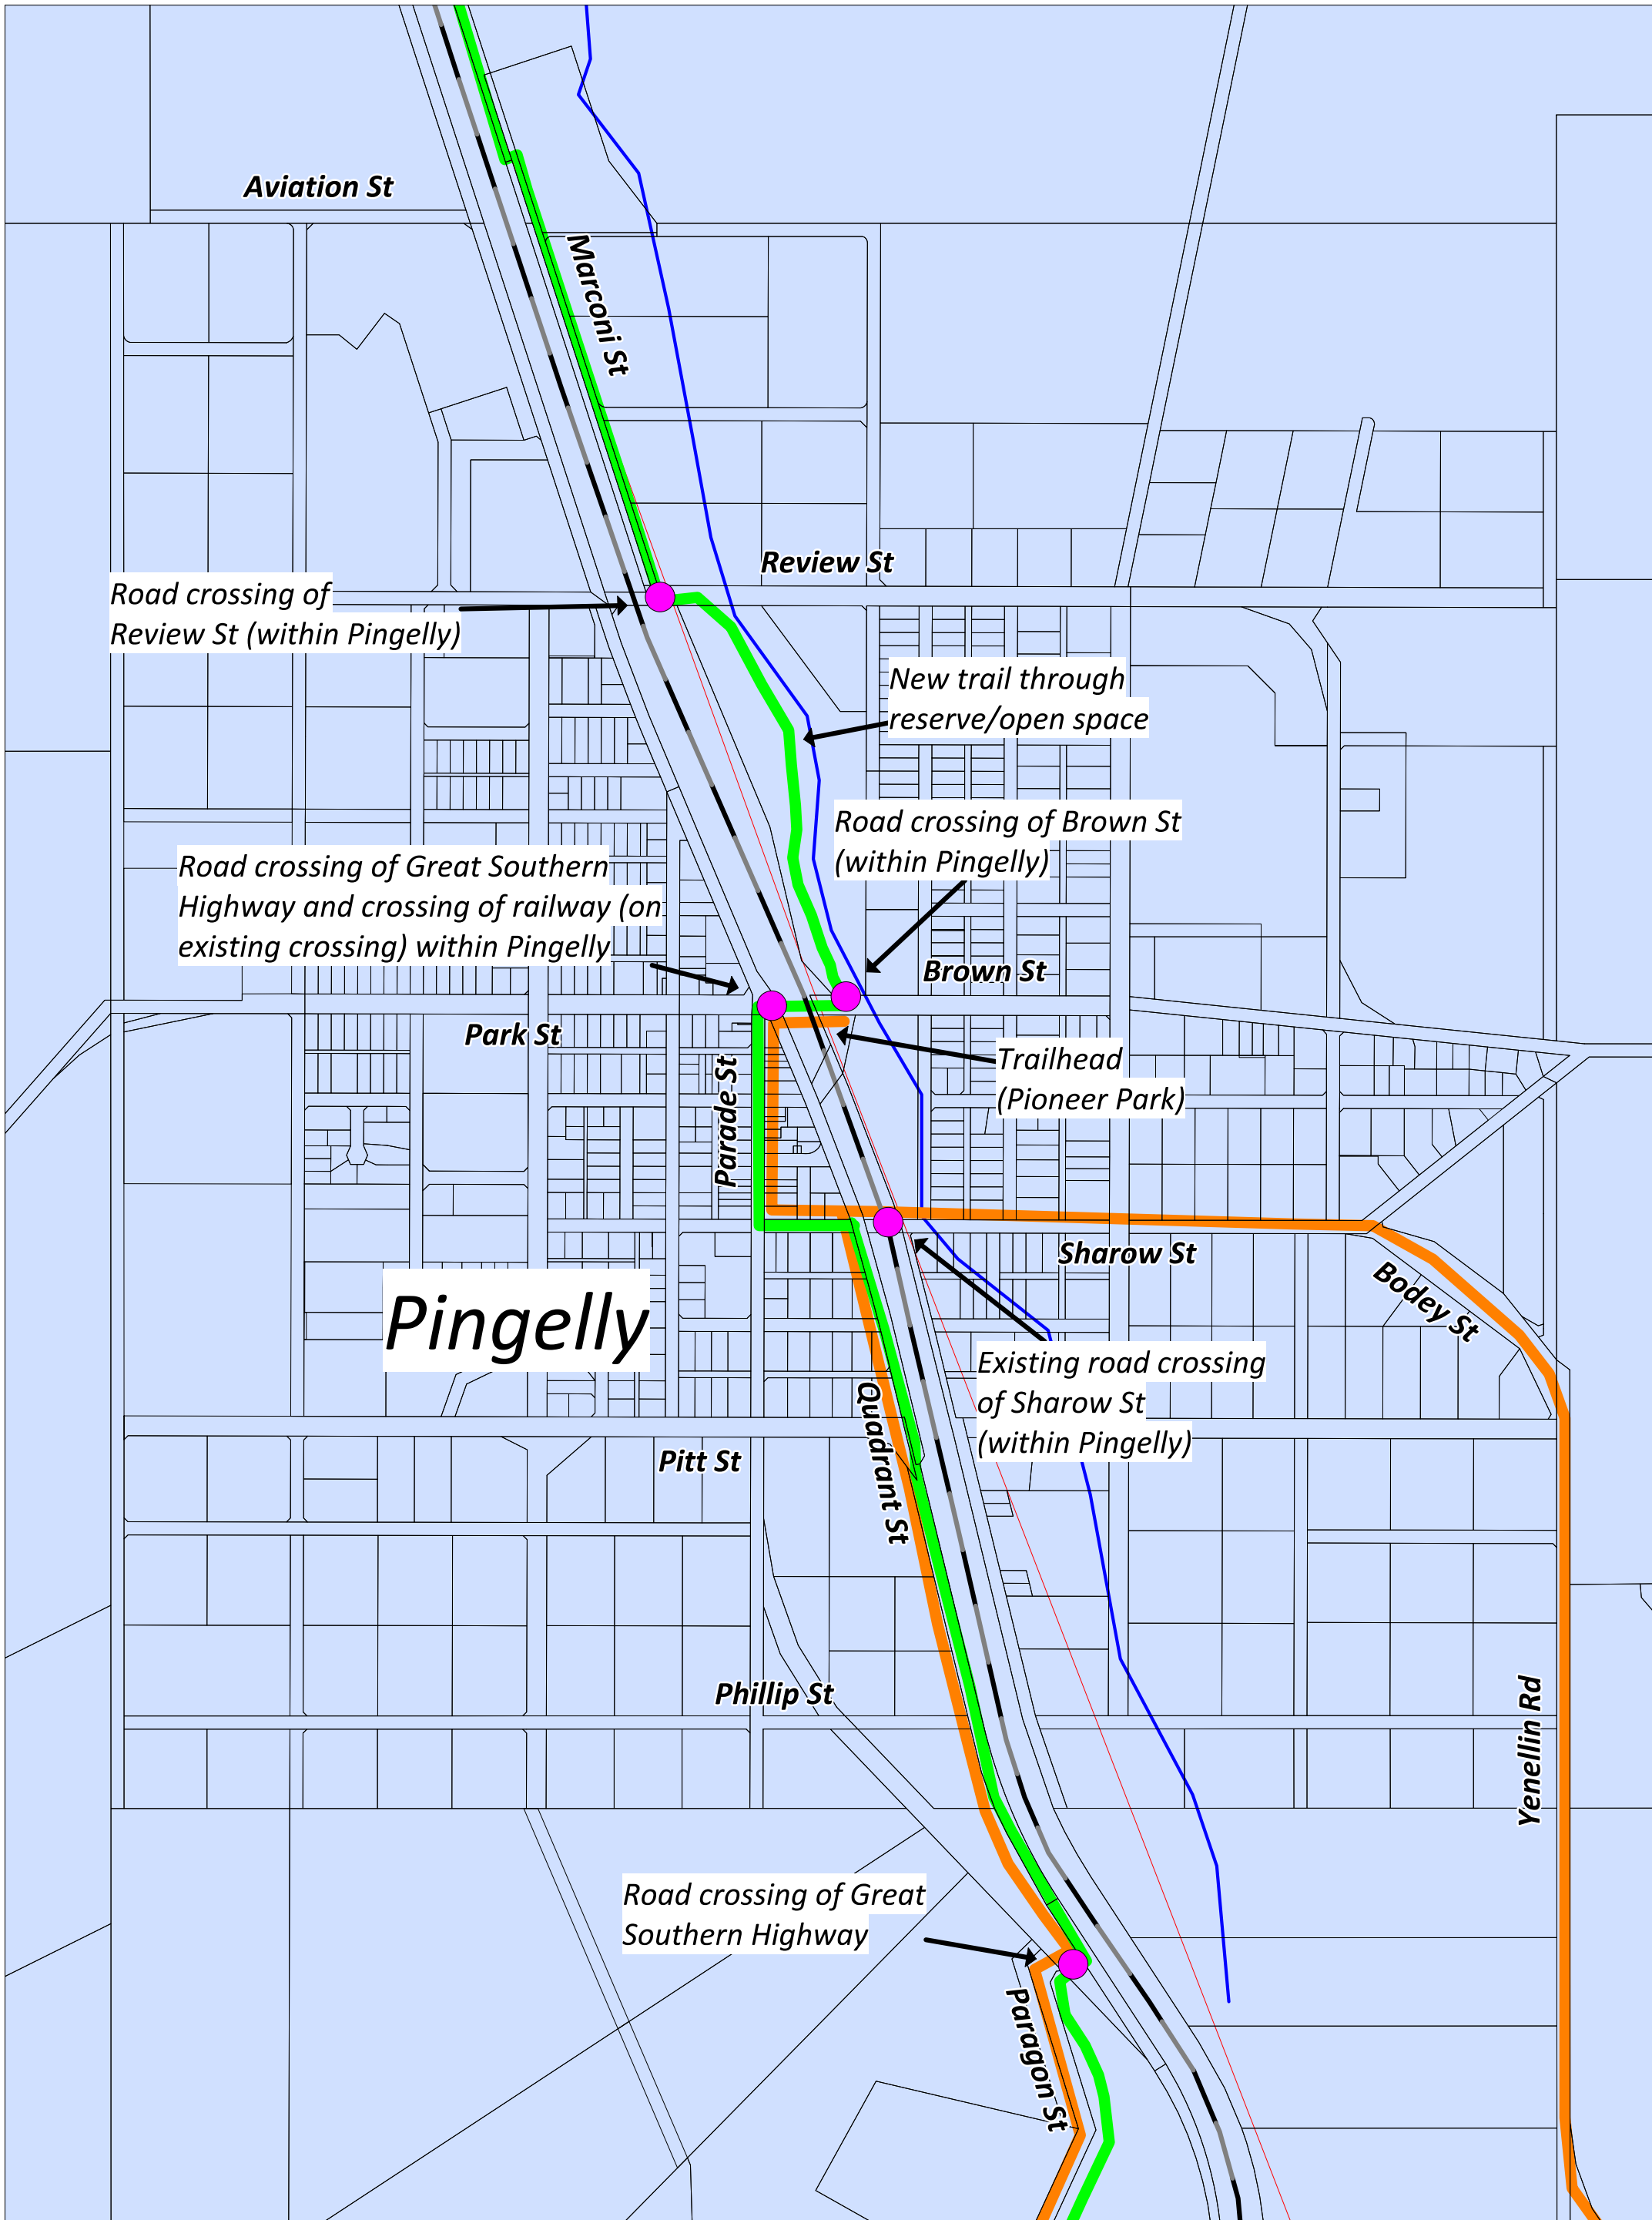 Aviation St
Marconi St
Review St
Road crossing of
Review St (within Pingelly)
New trail through
reserve/open space
Road crossing of Brown St
(within Pingelly)
Road crossing of Great Southern
Highway and crossing of railway (on
existing crossing) within Pingelly
Brown St
Park St
Parade St
Trailhead
(Pioneer Park)
Sharow St
Bodey St
Pingelly
Existing road crossing
of Sharow St
(within Pingelly)
Quadrant St
Pitt St
Phillip St
Yenellin Rd
Road crossing of Great
Southern Highway
Paragon St